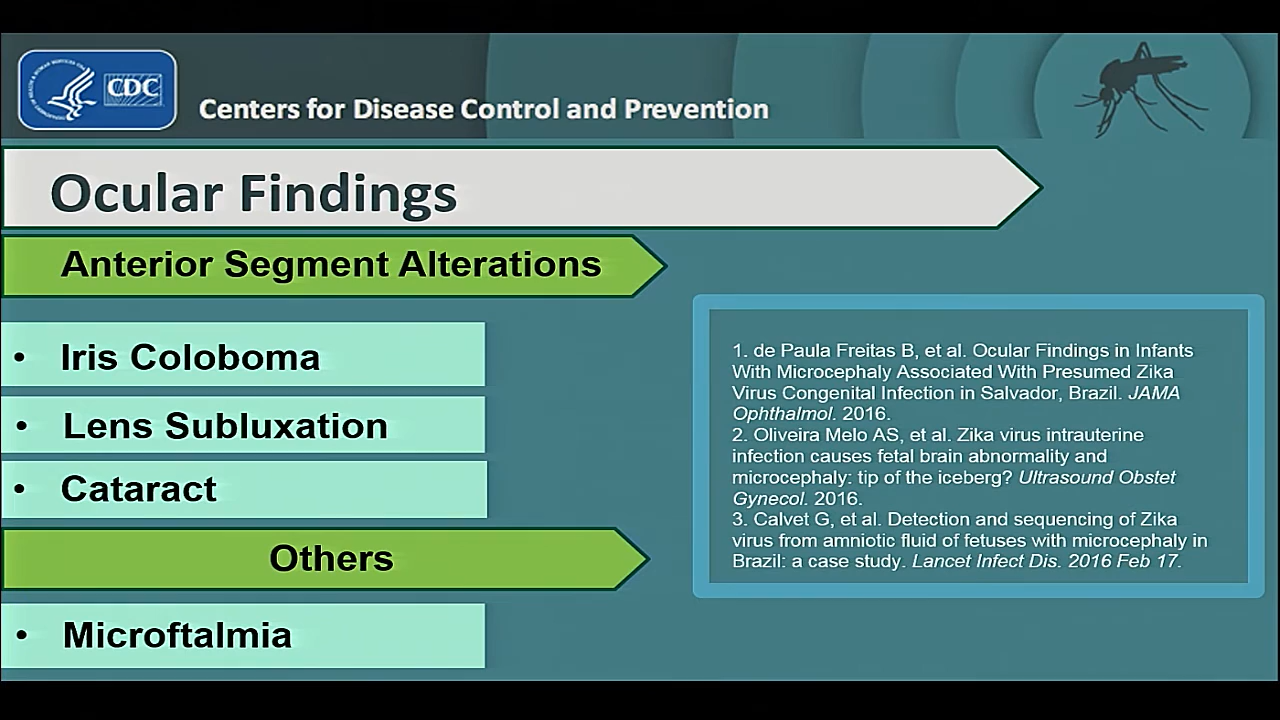 CDC
Centers for Disease Control and Prevention
Ocular Findings
Anterior Segment Alterations
• Iris Coloboma
• Lens Subluxation
• Cataract
Others
• Microftalmia
1. de Paula Freitas B, et al. Ocular Findings in Infants
With Microcephaly Associated With Presumed Zika
Virus Congenital Infection in Salvador, Brazil. JAMA
Ophthalmol. 2016.
2. Oliveira Melo AS, et al. Zika virus intrauterine
infection causes fetal brain abnormality and
microcephaly: tip of the iceberg? Ultrasound Obstet
Gynecol. 2016.
3. Calvet G, et al. Detection and sequencing of Zika
virus from amniotic fluid of fetuses with microcephaly in
Brazil: a case study. Lancet Infect Dis. 2016 Feb 17.